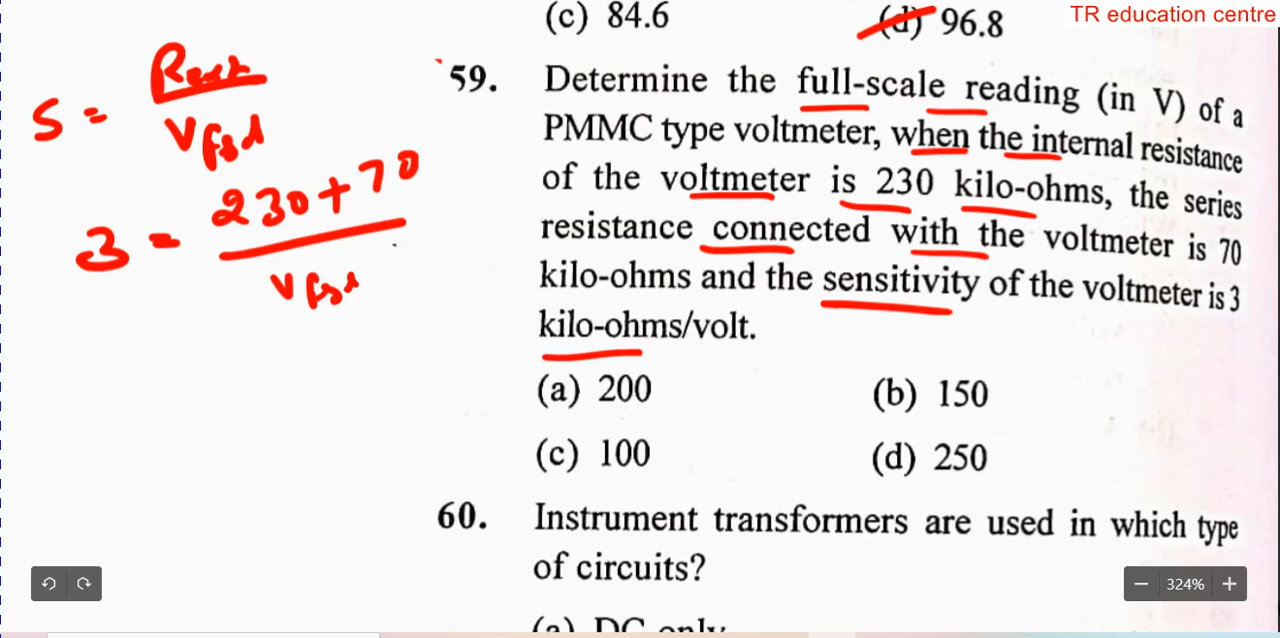 TR education centre
(c) 84.6
(d) 96.8
S = Rext / Vfsd
3 = 230 + 70 / Vfsd
59. Determine the full-scale reading (in V) of a
PMMC type voltmeter, when the internal resistance
of the voltmeter is 230 kilo-ohms, the series
resistance connected with the voltmeter is 70
kilo-ohms and the sensitivity of the voltmeter is 3
kilo-ohms/volt.
(a) 200
(b) 150
(c) 100
(d) 250
60. Instrument transformers are used in which type
of circuits?
(a) DC only
324%